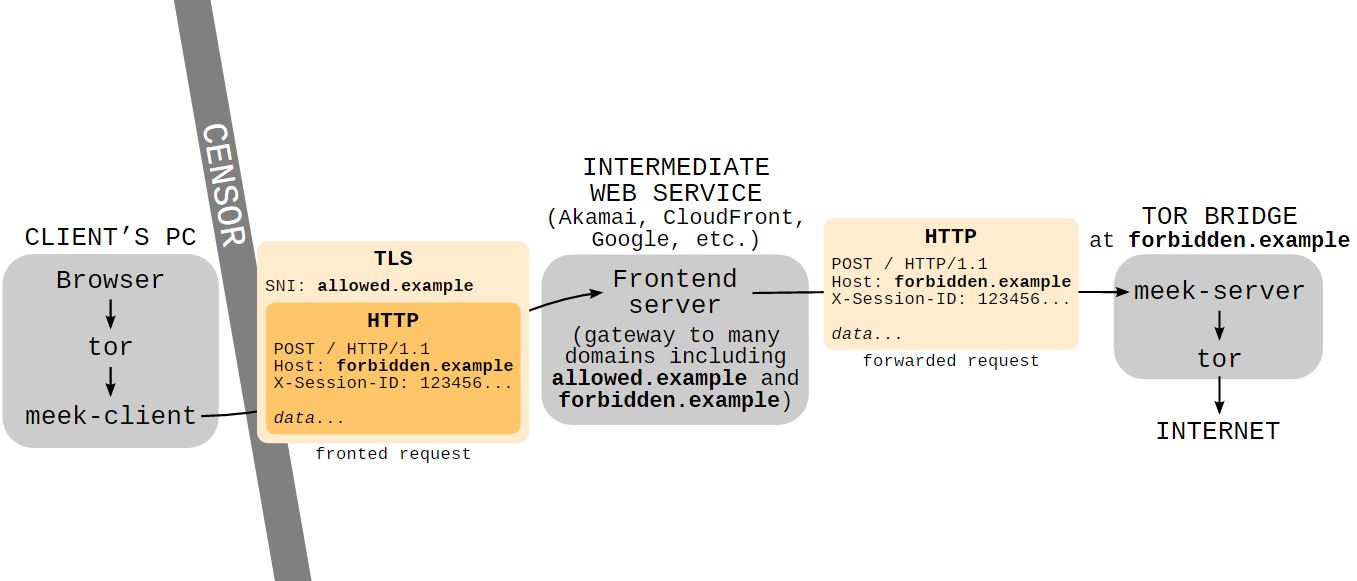 CENSOR
CLIENT’S PC
Browser
tor
meek-client
TLS
SNI: allowed.example
HTTP
POST / HTTP/1.1
Host: forbidden.example
X-Session-ID: 123456...
data...
fronted request
INTERMEDIATE
WEB SERVICE
(Akamai, CloudFront,
Google, etc.)
Frontend
server
(gateway to many
domains including
allowed.example and
forbidden.example)
HTTP
POST / HTTP/1.1
Host: forbidden.example
X-Session-ID: 123456...
data...
forwarded request
TOR BRIDGE
at forbidden.example
meek-server
tor
INTERNET